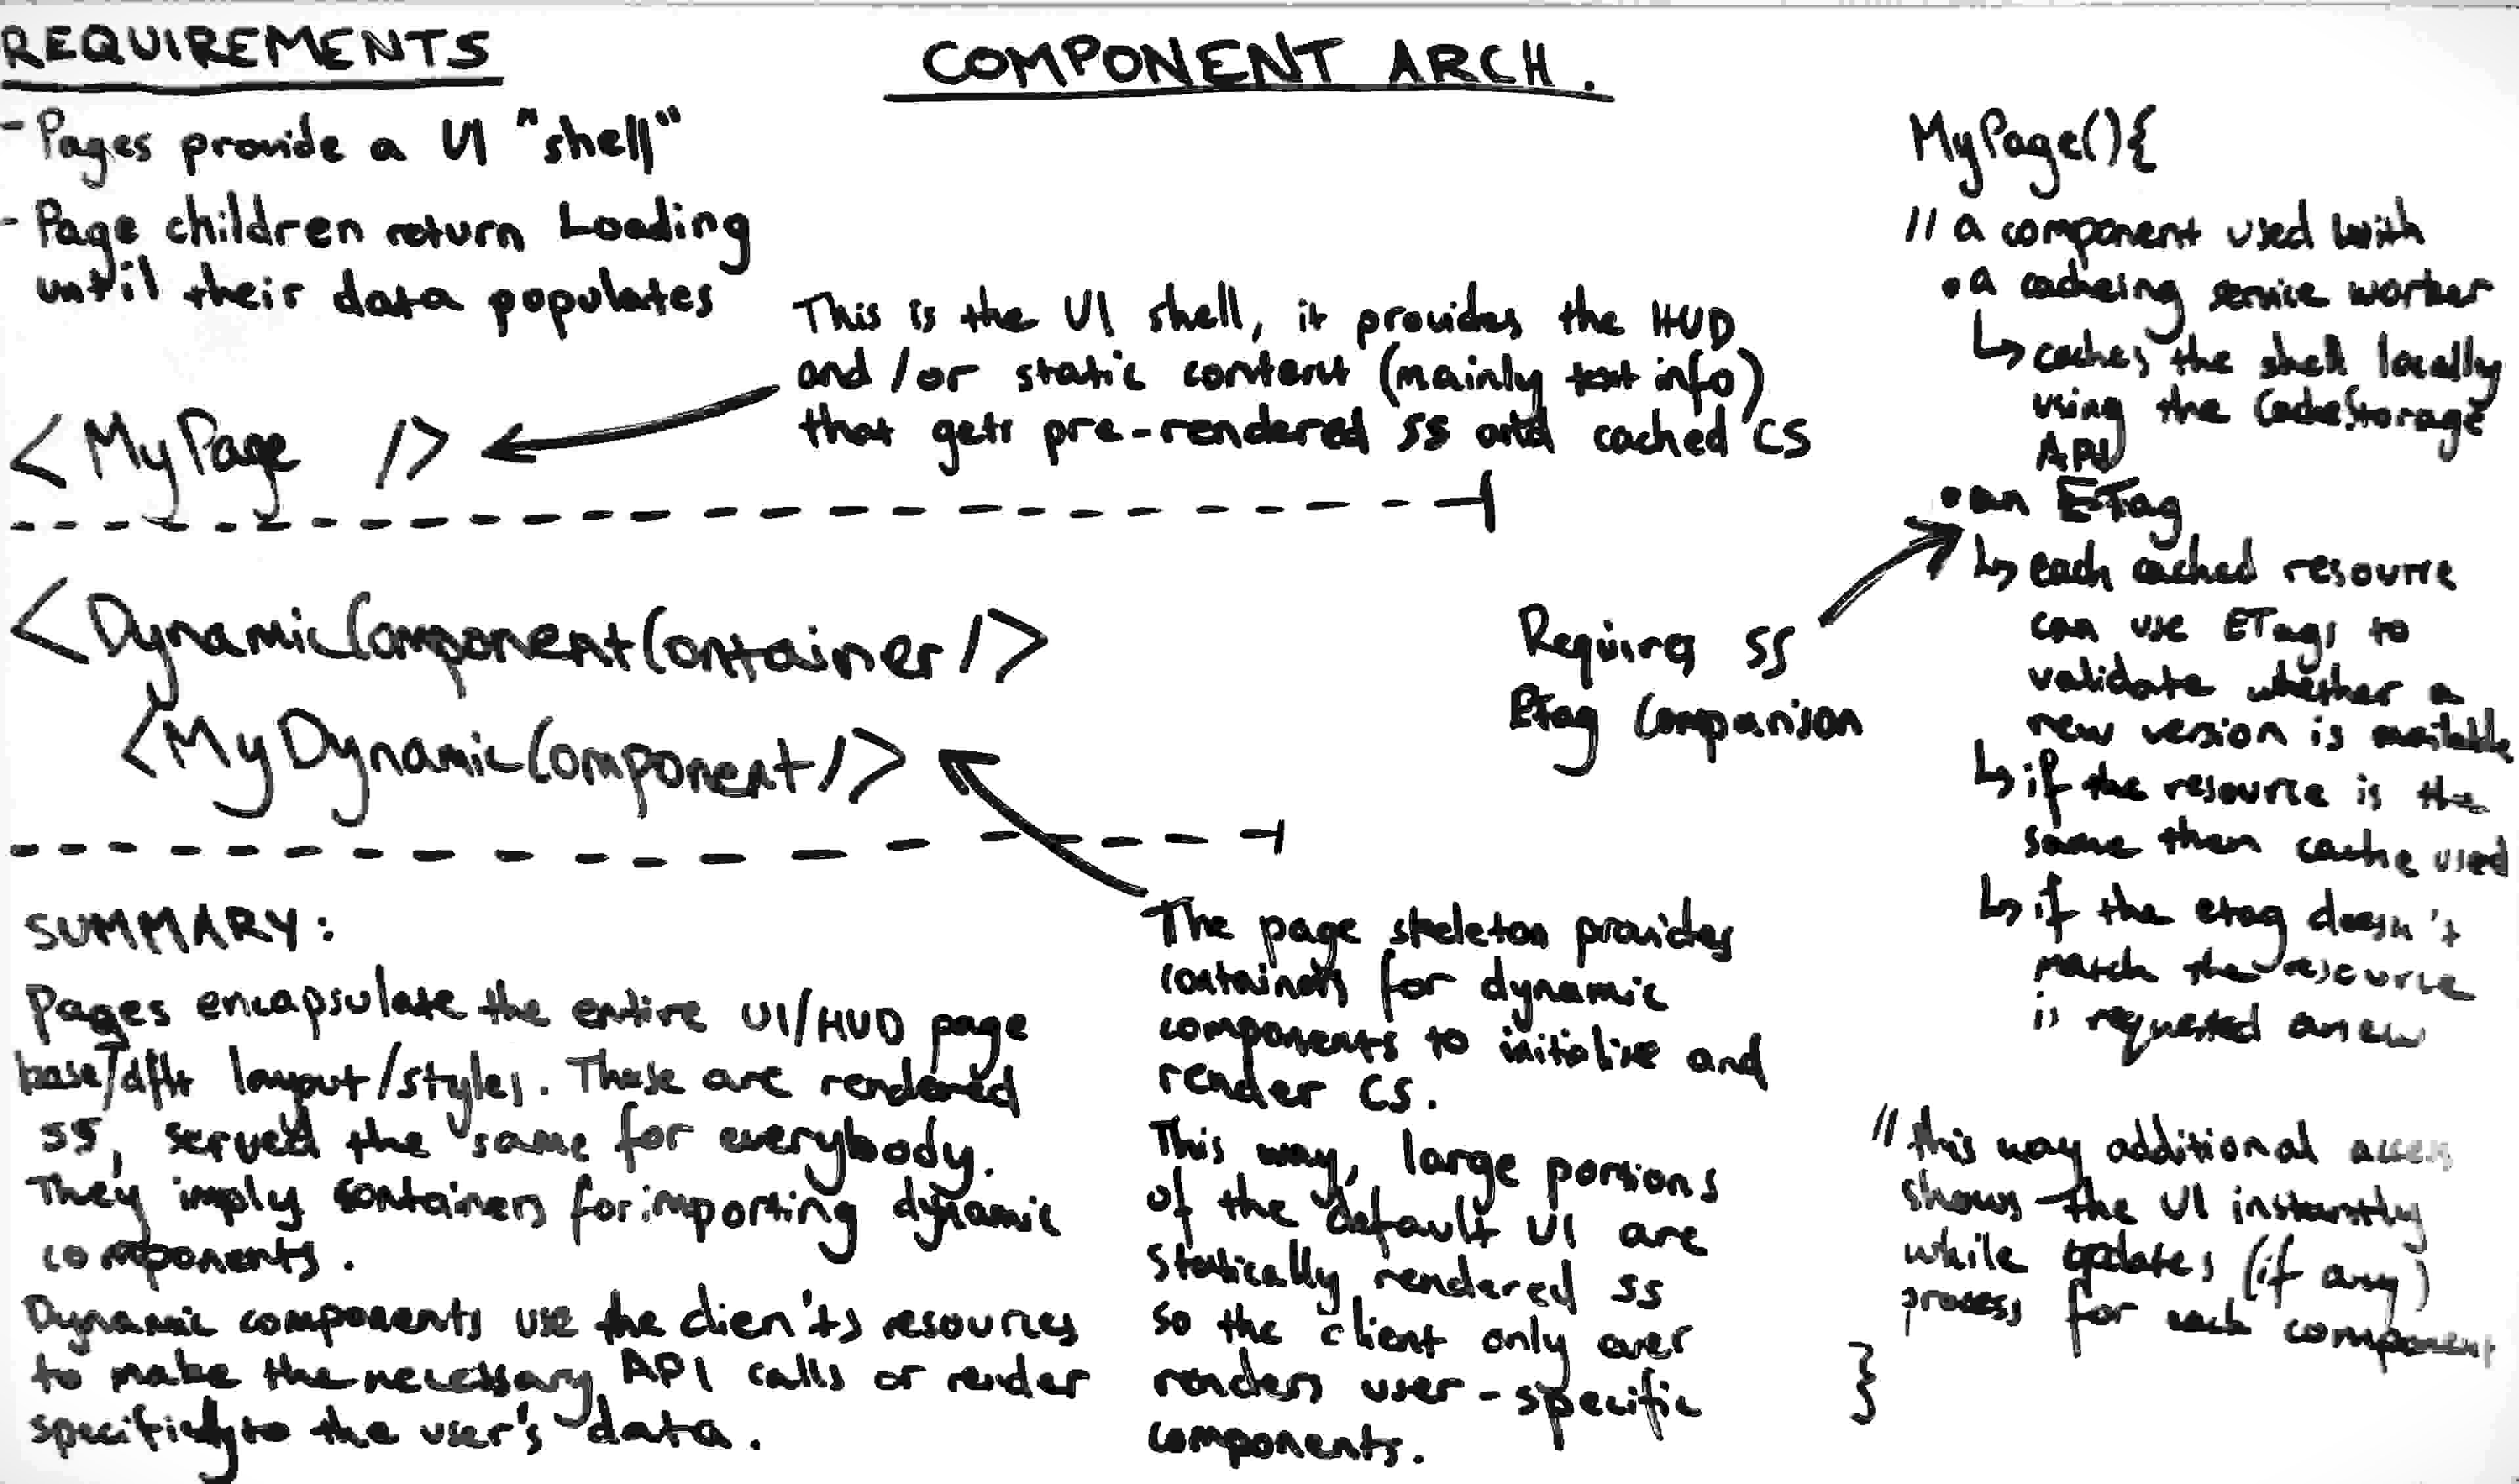 REQUIREMENTS
- Pages provide a UI "shell"
- Page children return Loading
until their data populates
COMPONENT ARCH.
This is the UI shell, it provides the HUD
and/or static content (mainly text info)
that gets pre-rendered SS and cached CS
<MyPage />
<DynamicComponentContainer />
<MyDynamicComponent />
SUMMARY:
Pages encapsulate the entire UI/HUD page
base/dflt layout/styles. These are rendered
SS, served the same for everybody.
They imply containers for importing dynamic
components.
Dynamic components use the clien'ts resources
to make the necessary API calls or render
specificly to the user's data.
The page skeleton provides
containers for dynamic
components to initialize and
render CS.
This way, large portions
of the default UI are
statically rendered SS
so the client only ever
renders user-specific
components.
Requires SS
Etag Comparison
MyPage(){
// a component used with
• a cacheing service worker
↳ caches the shell locally
using the CacheStorage
API
• an ETag
↳ each cached resource
can use ETags to
validate whether a
new version is available
↳ if the resource is the
same then cache used
↳ if the etag doesn't
match the resource
is requested anew
// this way additional access
shows the UI instantly
while updates (if any)
process for each component
}